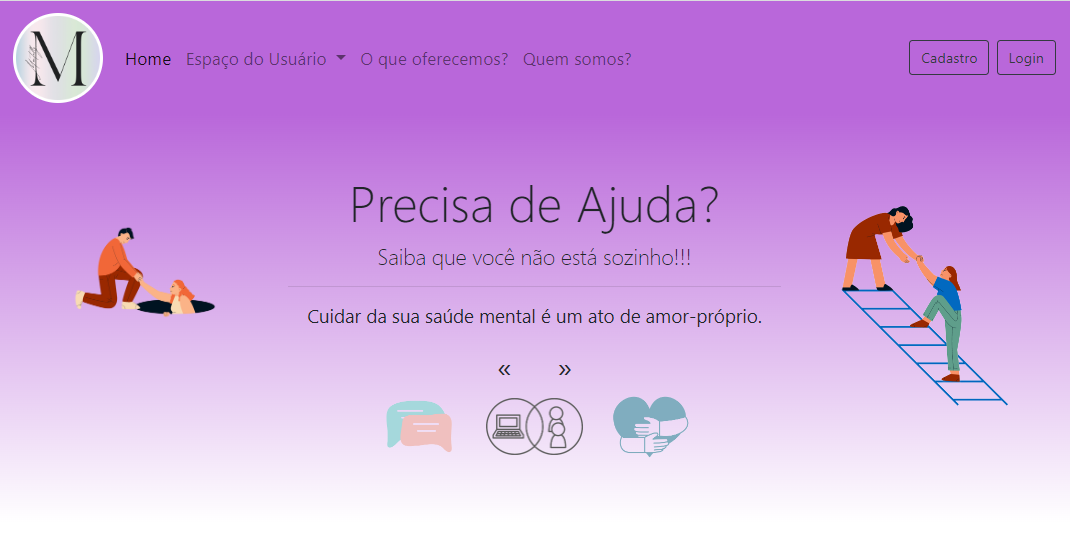 M
Home Espaço do Usuário O que oferecemos? Quem somos? Cadastro Login
Precisa de Ajuda?
Saiba que você não está sozinho!!!
Cuidar da sua saúde mental é um ato de amor-próprio.
« »